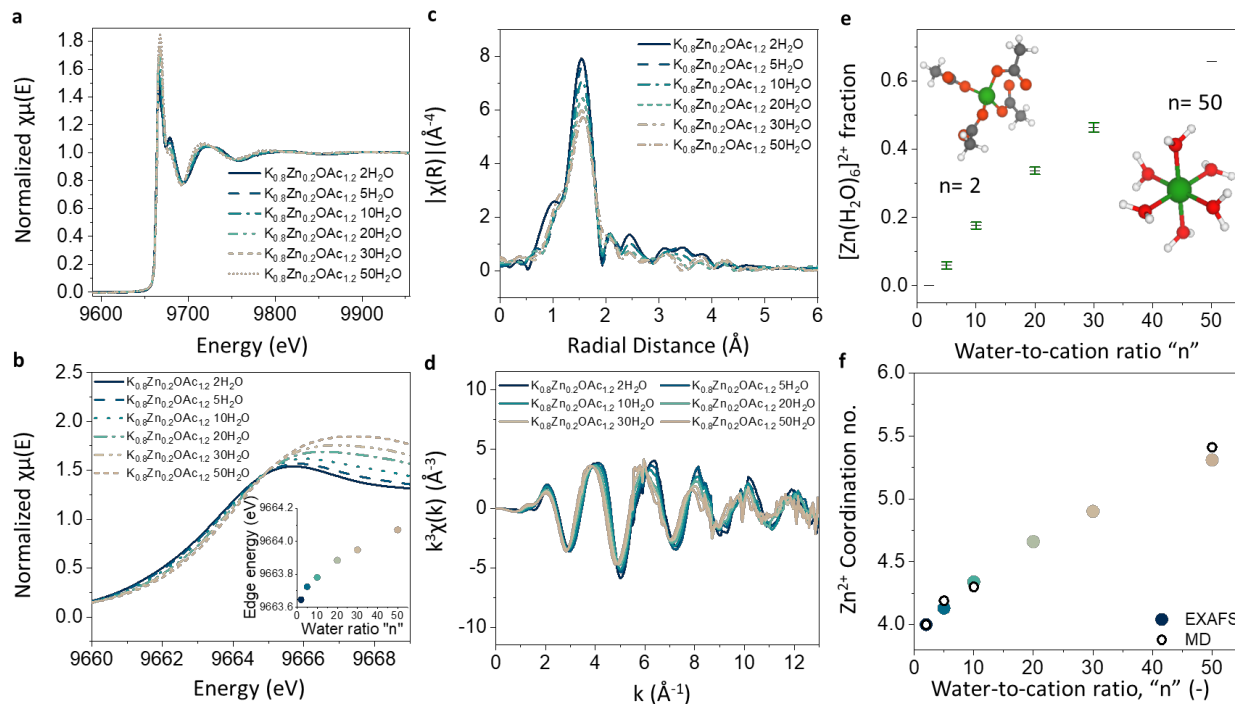 a
Normalized χμ(E)
1.8
1.6
1.4
1.2
1.0
0.8
0.6
0.4
0.2
0.0
K0.8Zn0.2OAc1.2 2H2O
K0.8Zn0.2OAc1.2 5H2O
K0.8Zn0.2OAc1.2 10H2O
K0.8Zn0.2OAc1.2 20H2O
K0.8Zn0.2OAc1.2 30H2O
K0.8Zn0.2OAc1.2 50H2O
9600 9700 9800 9900
Energy (eV)
b
Normalized χμ(E)
2.5
2.0
1.5
1.0
0.5
0.0
K0.8Zn0.2OAc1.2 2H2O
K0.8Zn0.2OAc1.2 5H2O
K0.8Zn0.2OAc1.2 10H2O
K0.8Zn0.2OAc1.2 20H2O
K0.8Zn0.2OAc1.2 30H2O
K0.8Zn0.2OAc1.2 50H2O
Edge energy (eV)
9664.2
9664.0
9663.8
9663.6
0 10 20 30 40 50
Water ratio "n"
9660 9662 9664 9666 9668
Energy (eV)
c
|χ(R)|(Å-4)
8
6
4
2
0
K0.8Zn0.2OAc1.2 2H2O
K0.8Zn0.2OAc1.2 5H2O
K0.8Zn0.2OAc1.2 10H2O
K0.8Zn0.2OAc1.2 20H2O
K0.8Zn0.2OAc1.2 30H2O
K0.8Zn0.2OAc1.2 50H2O
0 1 2 3 4 5 6
Radial Distance (Å)
d
k3χ(k) (Å-3)
10
5
0
-5
-10
K0.8Zn0.2OAc1.2 2H2O K0.8Zn0.2OAc1.2 5H2O
K0.8Zn0.2OAc1.2 10H2O K0.8Zn0.2OAc1.2 20H2O
K0.8Zn0.2OAc1.2 30H2O K0.8Zn0.2OAc1.2 50H2O
0 2 4 6 8 10 12
k (Å-1)
e
[Zn(H2O)6]2+ fraction
0.6
0.4
0.2
0.0
n= 2
n= 50
0 10 20 30 40 50
Water-to-cation ratio “n”
f
Zn2+ Coordination no.
6.0
5.5
5.0
4.5
4.0
EXAFS
MD
0 10 20 30 40 50
Water-to-cation ratio, “n” (-)